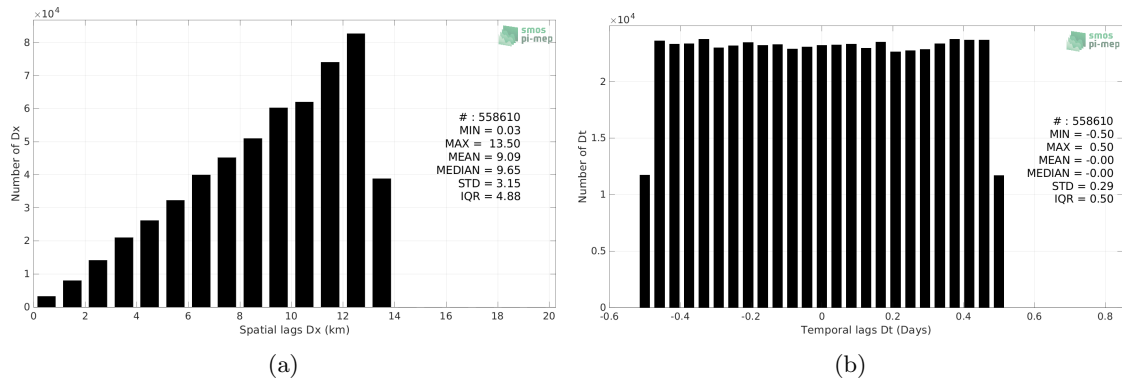 ×10⁴
8
7
6
5
4
3
2
1
0
Number of Dx
0 2 4 6 8 10 12 14 16 18 20
Spatial lags Dx (km)
smos
pi-mep
# : 558610
MIN = 0.03
MAX = 13.50
MEAN = 9.09
MEDIAN = 9.65
STD = 3.15
IQR = 4.88
(a)
×10⁴
2
1.5
1
0.5
0
Number of Dt
-0.6 -0.4 -0.2 0 0.2 0.4 0.6 0.8
Temporal lags Dt (Days)
smos
pi-mep
# : 558610
MIN = -0.50
MAX = 0.50
MEAN = -0.00
MEDIAN = -0.00
STD = 0.29
IQR = 0.50
(b)